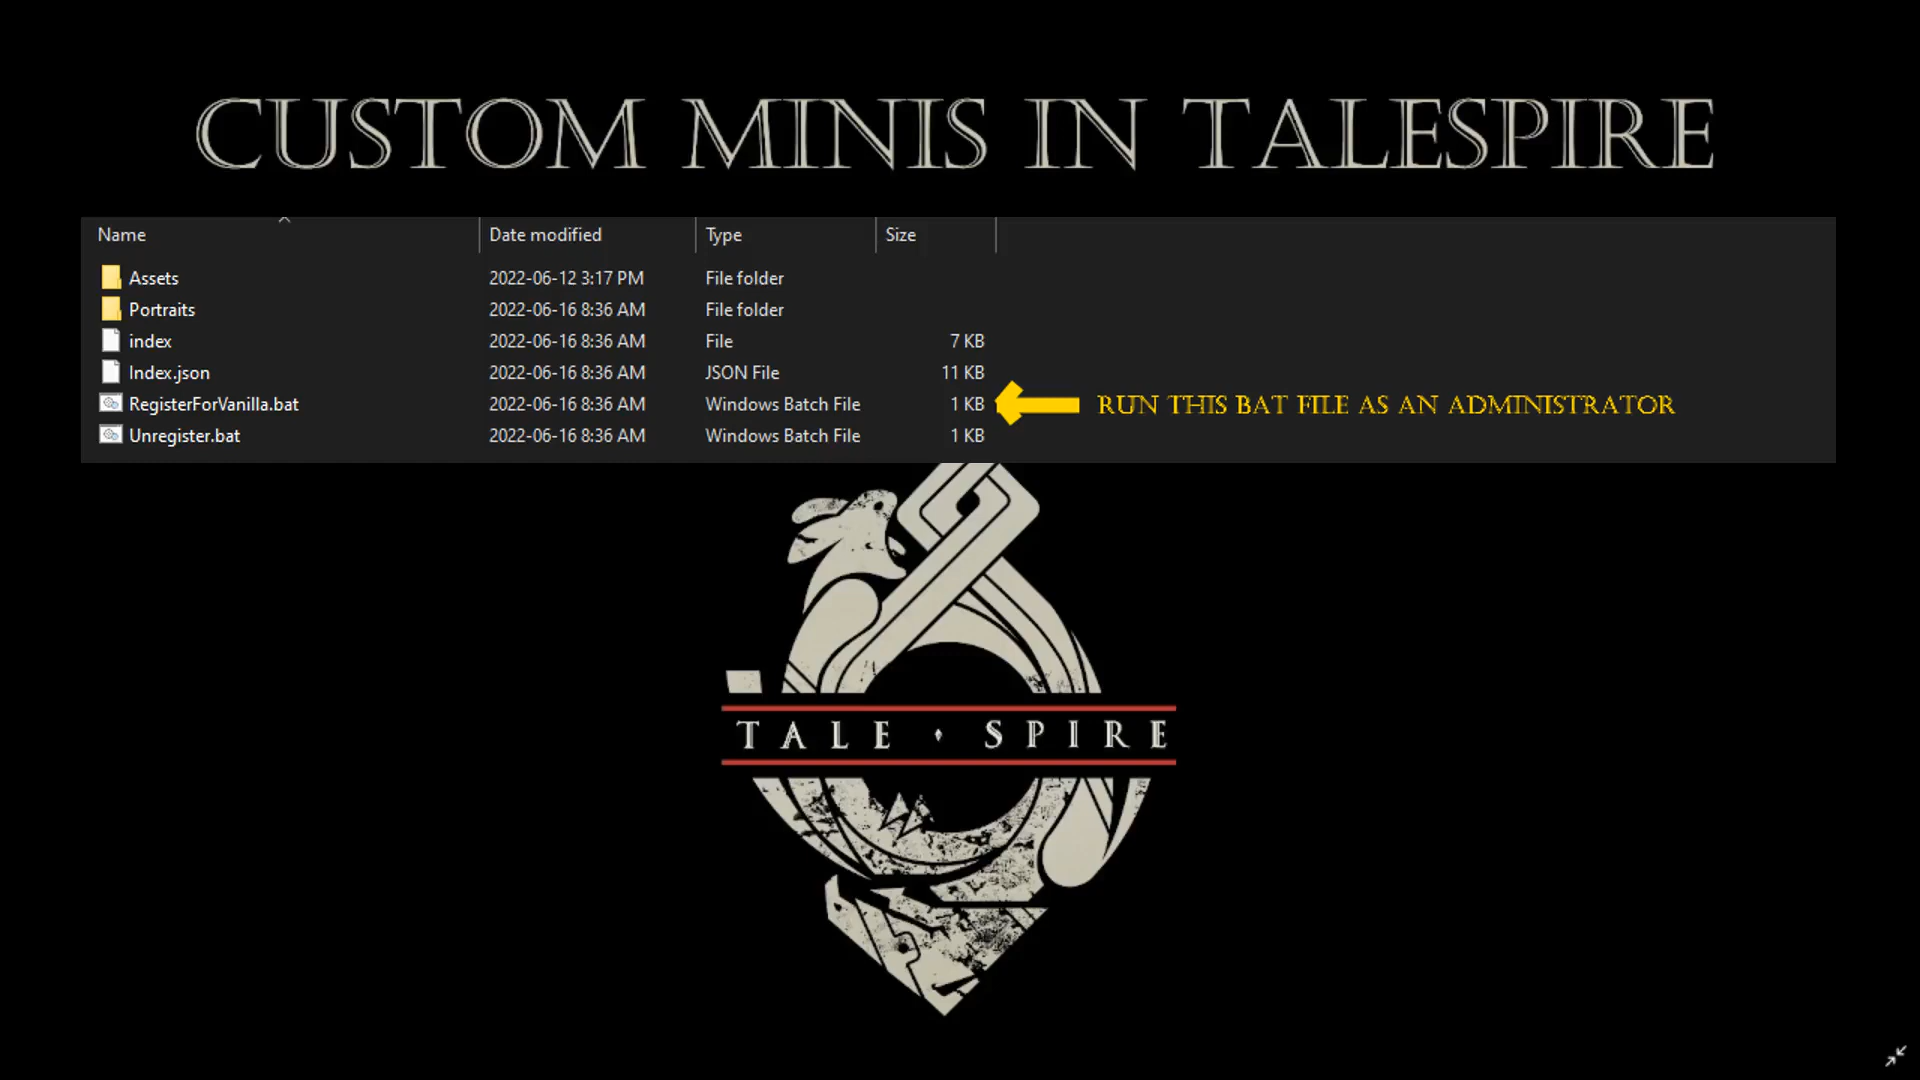 CUSTOM MINIS IN TALESPIRE
Name Date modified Type Size
Assets 2022-06-12 3:17 PM File folder
Portraits 2022-06-16 8:36 AM File folder
index 2022-06-16 8:36 AM File 7 KB
Index.json 2022-06-16 8:36 AM JSON File 11 KB
RegisterForVanilla.bat 2022-06-16 8:36 AM Windows Batch File 1 KB RUN THIS BAT FILE AS AN ADMINISTRATOR
Unregister.bat 2022-06-16 8:36 AM Windows Batch File 1 KB
TALE · SPIRE